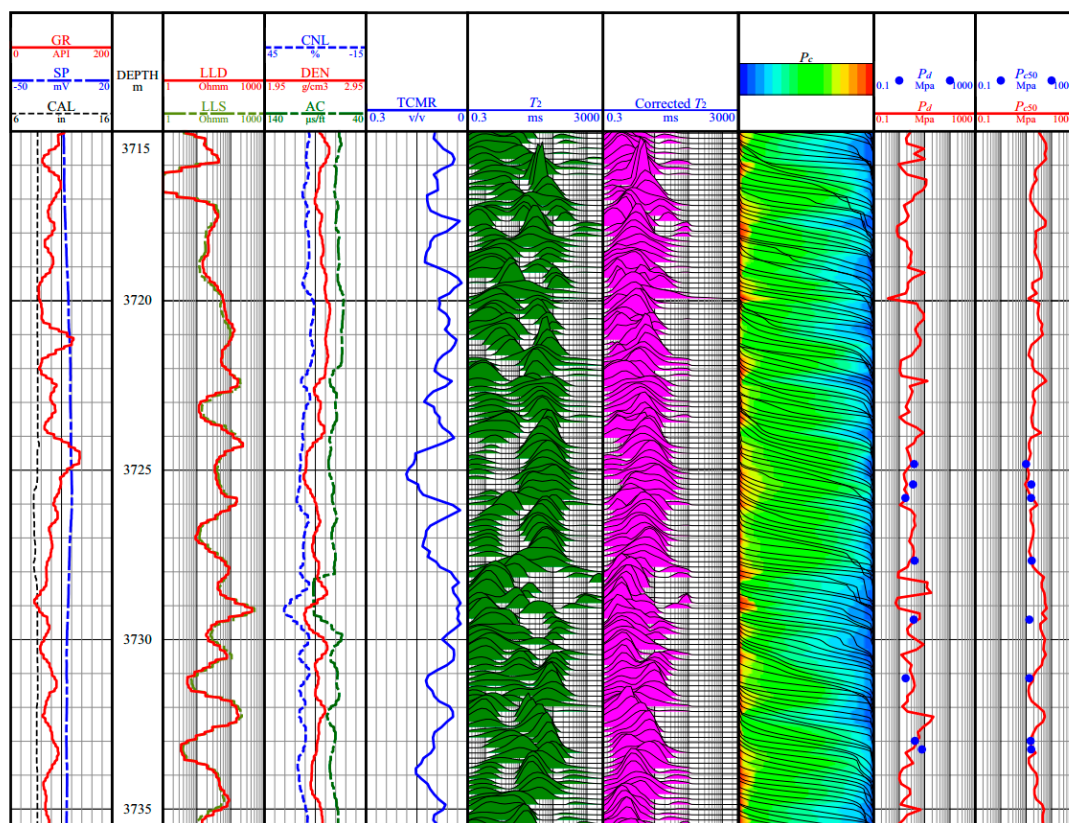 GR
0 API 200
SP
-50 mV 20
CAL
6 in 16
DEPTH
m
LLD
1 Ohmm 1000
LLS
1 Ohmm 1000
CNL
45 % -15
DEN
1.95 g/cm3 2.95
AC
140 μs/ft 40
TCMR
0.3 v/v 0
T2
0.3 ms 3000
Corrected T2
0.3 ms 3000
Pc
Pd
0.1 Mpa 1000
Pd
0.1 Mpa 1000
Pc50
0.1 Mpa 1000
Pc50
0.1 Mpa 1000
3715
3720
3725
3730
3735